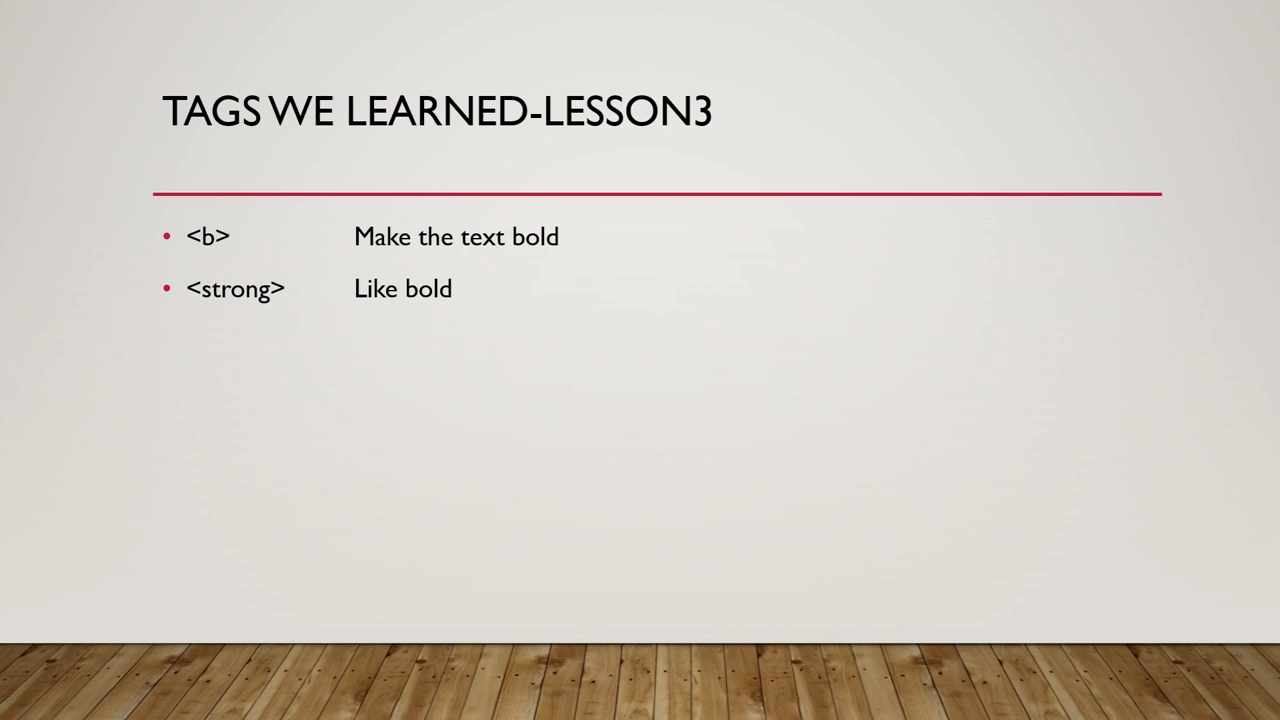 TAGS WE LEARNED-LESSON3
• <b> Make the text bold
• <strong> Like bold